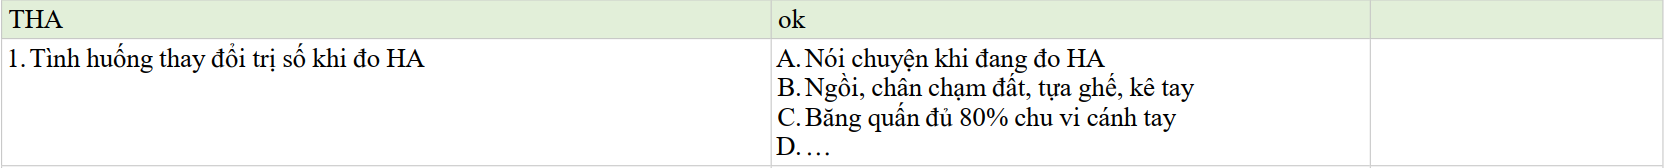 THA
ok
1. Tình huống thay đổi trị số khi đo HA
A. Nói chuyện khi đang đo HA
B. Ngồi, chân chạm đất, tựa ghế, kê tay
C. Băng quấn đủ 80% chu vi cánh tay
D. …